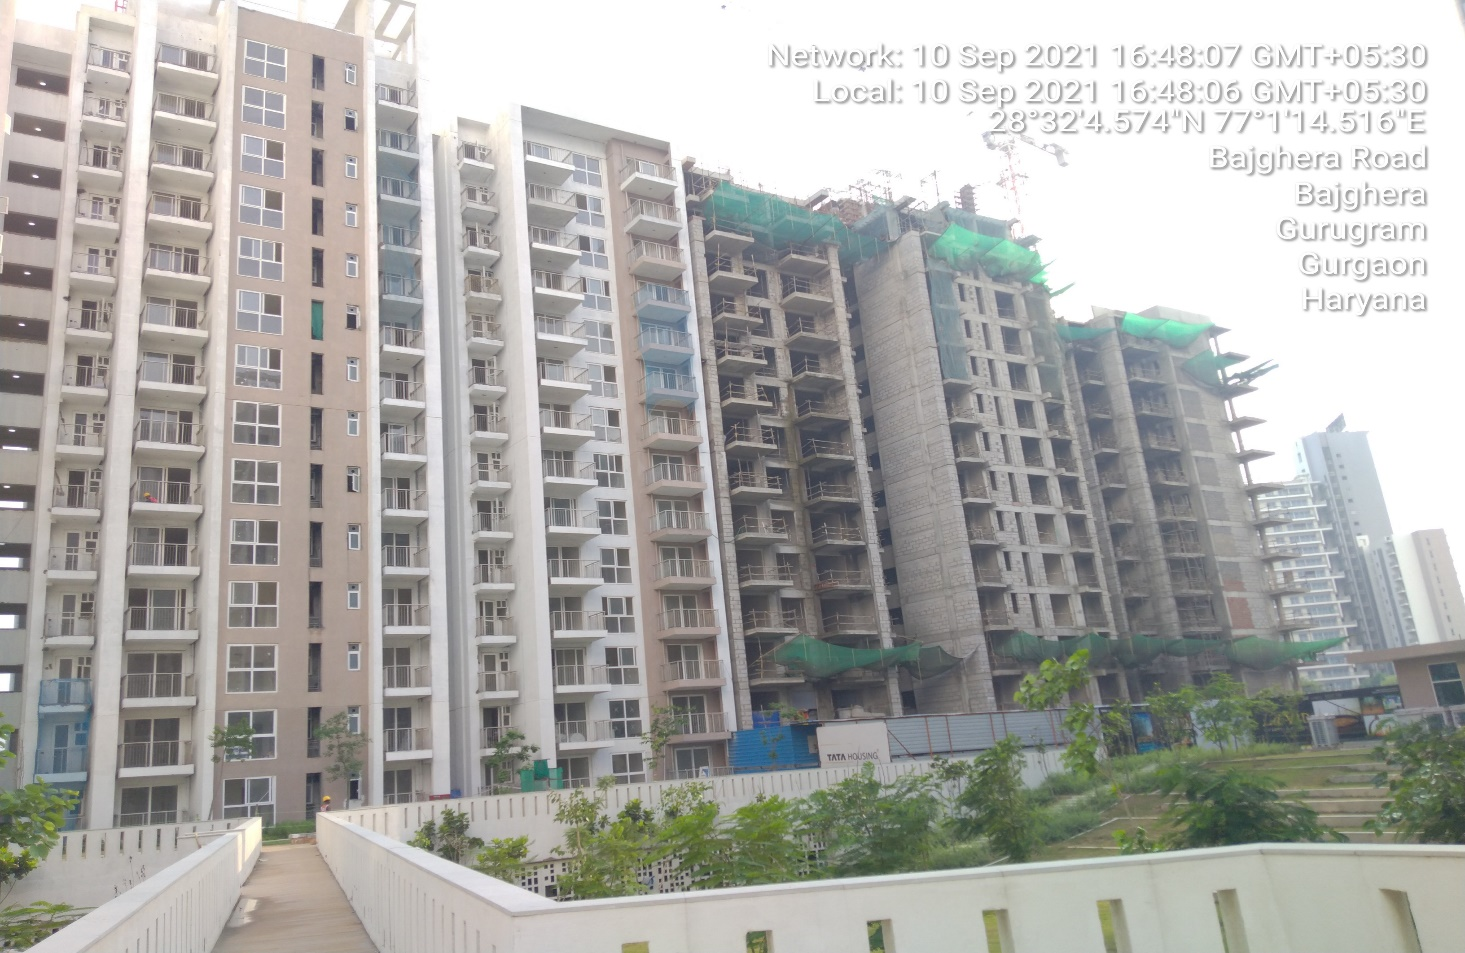 Network: 10 Sep 2021 16:48:07 GMT+05:30
Local: 10 Sep 2021 16:48:06 GMT+05:30
28°32'4.574"N 77°1'14.516"E
Bajghera Road
Bajghera
Gurugram
Gurgaon
Haryana
TATA HOUSING